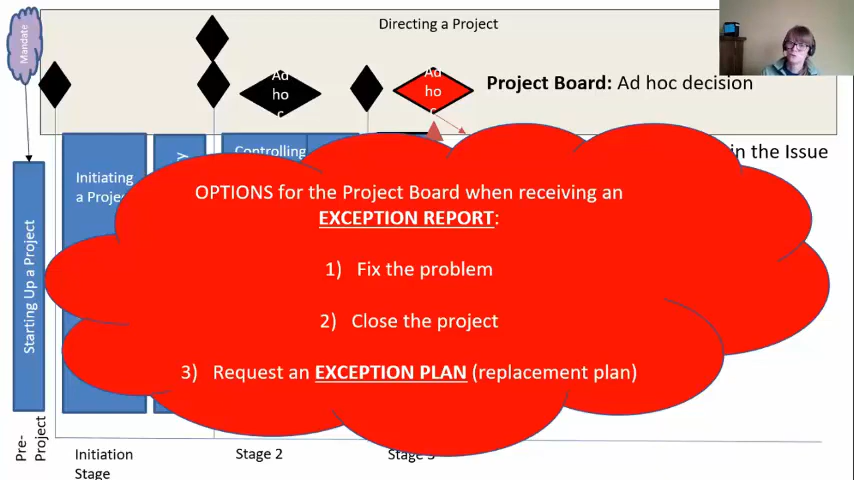 Directing a Project
Mandate
Ad
ho
c
Ad
ho
c
Project Board: Ad hoc decision
Controlling
in the Issue
Initiating
OPTIONS for the Project Board when receiving an
EXCEPTION REPORT:
1) Fix the problem
2) Close the project
3) Request an EXCEPTION PLAN (replacement plan)
Starting Up a Project
Pre-
Project
Initiation
Stage
Stage 2
Stage 3